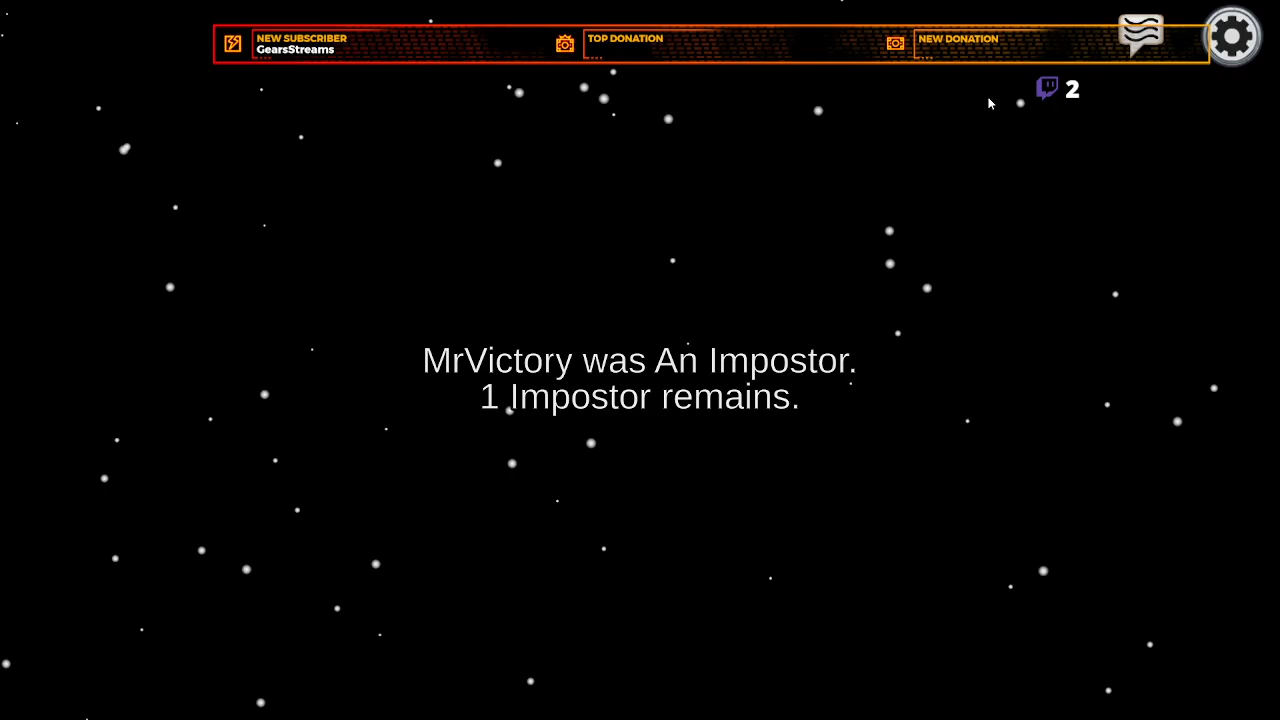 NEW SUBSCRIBER
GearsStreams
TOP DONATION
NEW DONATION
2
MrVictory was An Impostor.
1 Impostor remains.